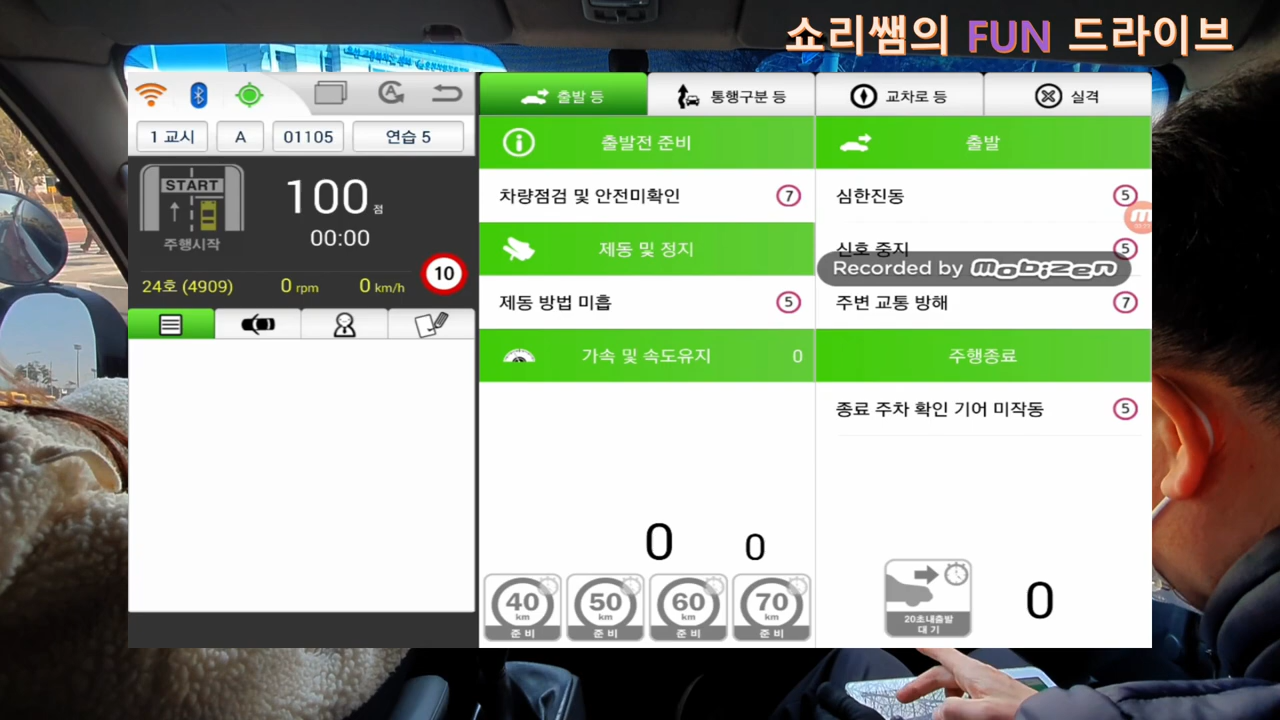 쇼리쌤의 FUN 드라이브
1 교시
A
01105
연습 5
START
주행시작
100점
00:00
24호 (4909)
0 rpm
0 km/h
10
출발 등
통행구분 등
교차로 등
실격
출발전 준비
차량점검 및 안전미확인 7
제동 및 정지
제동 방법 미흡 5
가속 및 속도유지 0
0
0
40 km 준 비
50 km 준 비
60 km 준 비
70 km 준 비
출발
심한진동 5
신호 중지 5
Recorded by mobizen
주변 교통 방해 7
주행종료
종료 주차 확인 기어 미작동 5
20초내출발
대 기
0